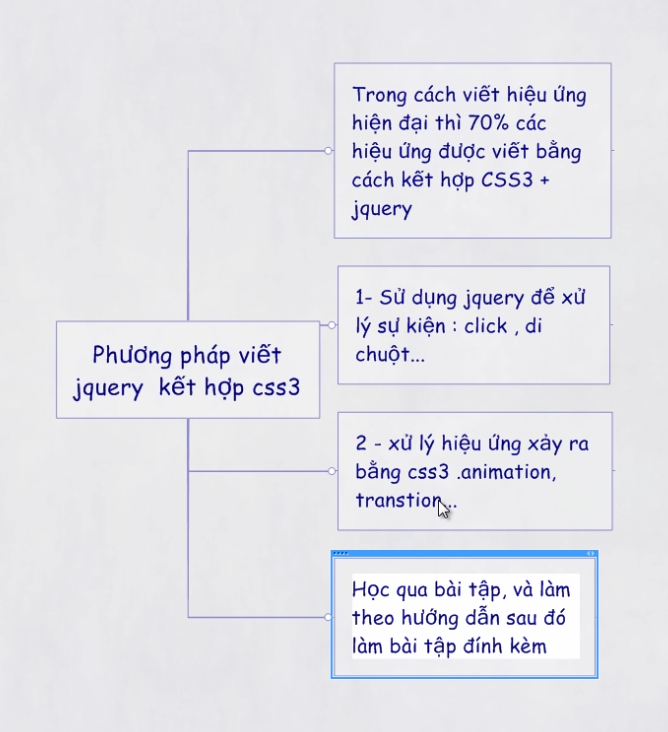 Trong cách viết hiệu ứng
hiện đại thì 70% các
hiệu ứng được viết bằng
cách kết hợp CSS3 +
jquery
1- Sử dụng jquery để xử
lý sự kiện : click , di
chuột...
Phương pháp viết
jquery kết hợp css3
2 - xử lý hiệu ứng xảy ra
bằng css3 .animation,
transtion...
Học qua bài tập, và làm
theo hướng dẫn sau đó
làm bài tập đính kèm